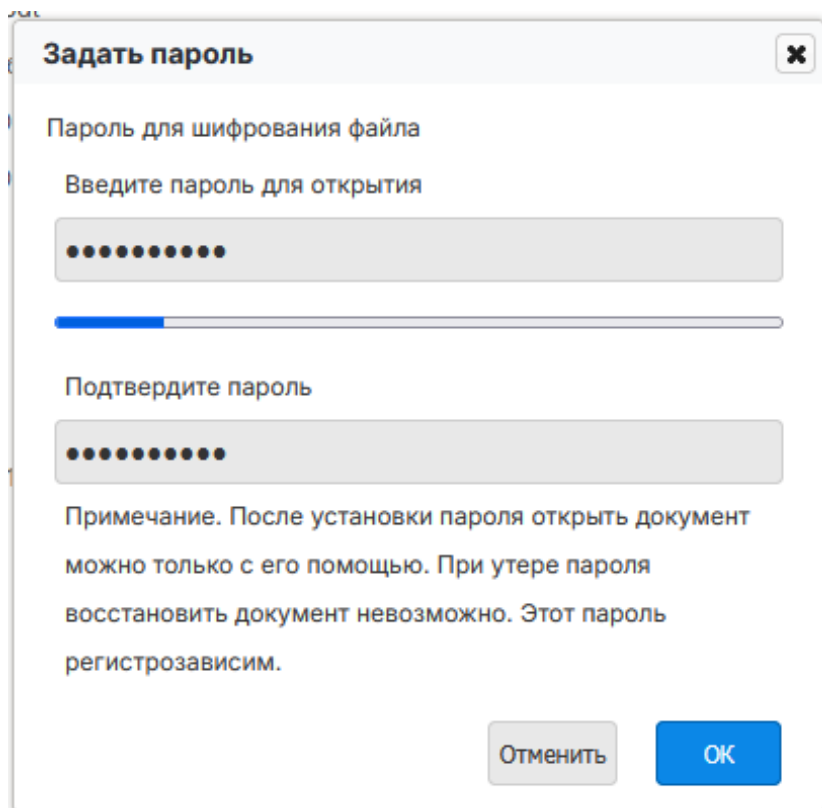 Задать пароль
Пароль для шифрования файла
Введите пароль для открытия
●●●●●●●●●●
Подтвердите пароль
●●●●●●●●●●
Примечание. После установки пароля открыть документ
можно только с его помощью. При утере пароля
восстановить документ невозможно. Этот пароль
регистрозависим.
Отменить
ОК